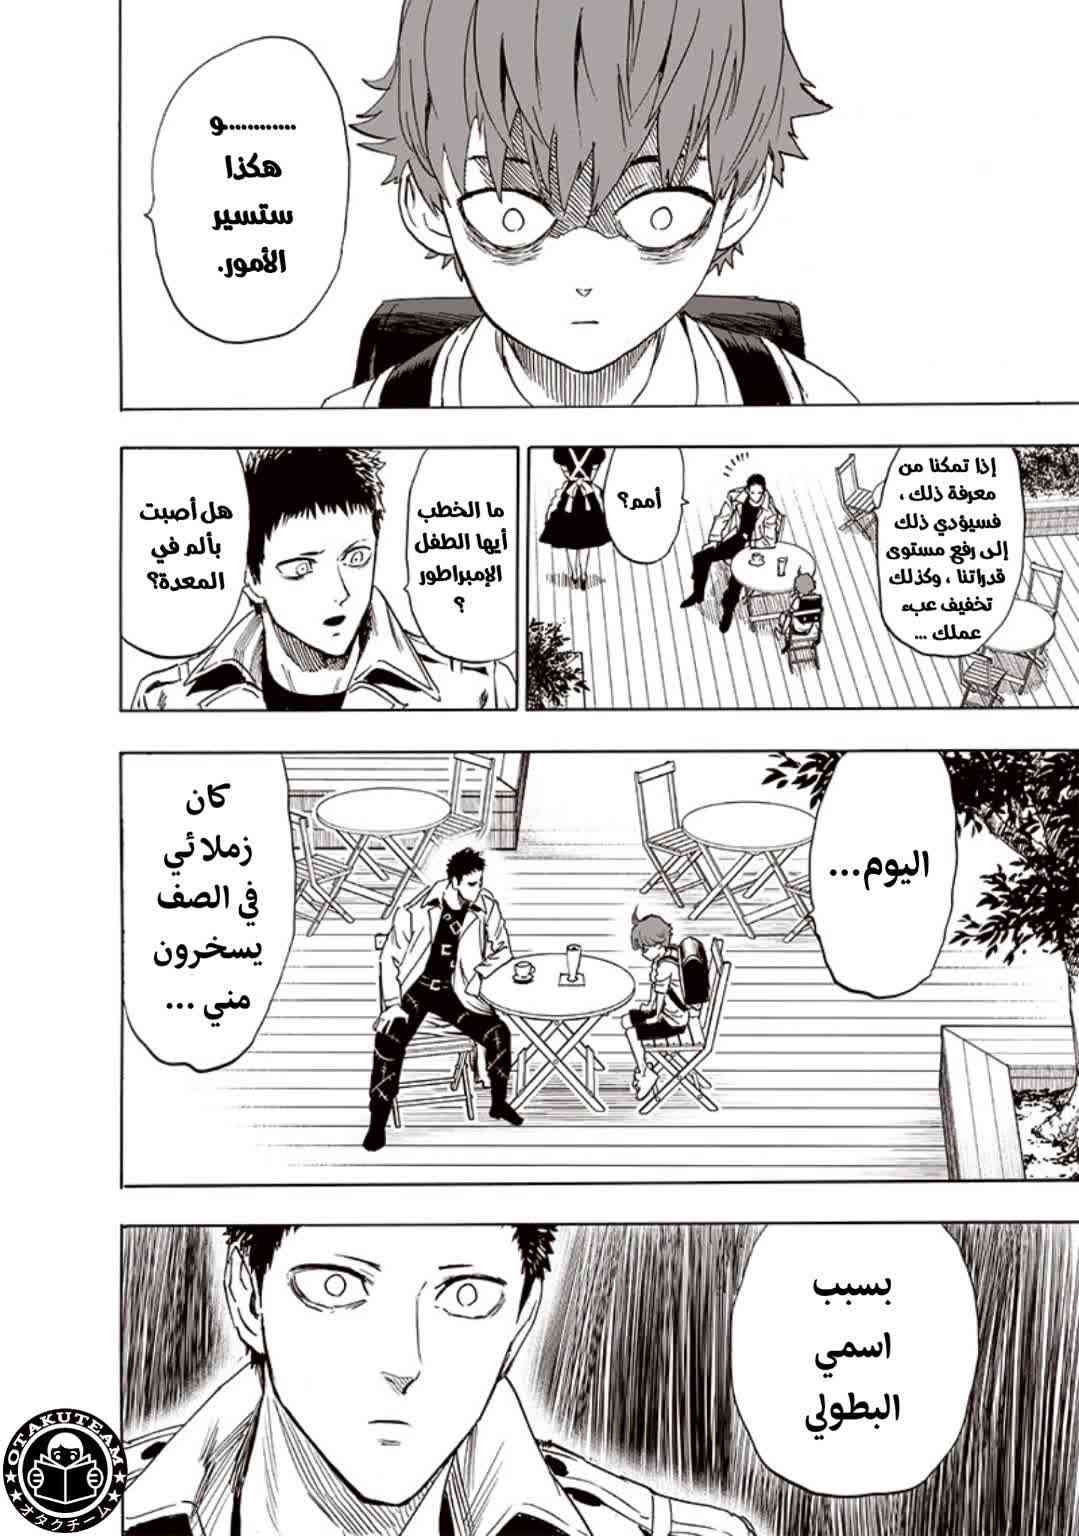 ............و
هكذا
ستسير
الأمور.
إذا تمكنا من
معرفة ذلك ،
فسيؤدي ذلك
إلى رفع مستوى
قدراتنا ، وكذلك
تخفيف عبء
عملك ...
أمم؟
ما الخطب
أيها الطفل
الإمبراطور
؟
هل أصبت
بألم في
المعدة؟
اليوم...
كان
زملائي
في الصف
يسخرون
مني ...
بسبب
اسمي
البطولي
OTAKUTEAM
オタクチーム